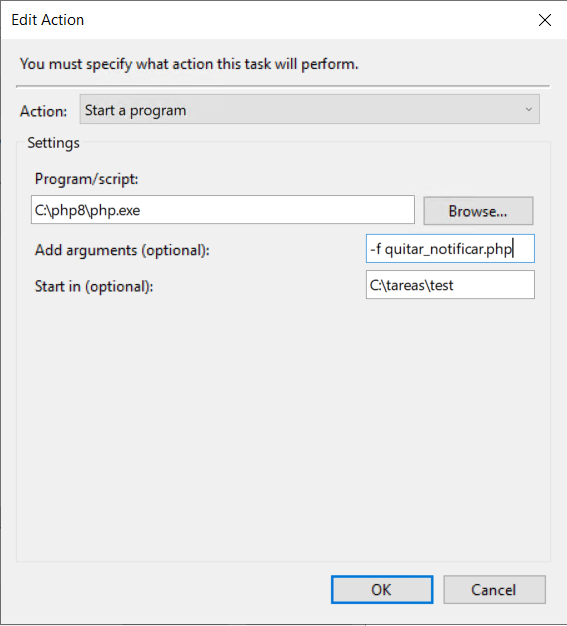 Edit Action
You must specify what action this task will perform.
Action: Start a program
Settings
Program/script:
C:\php8\php.exe Browse...
Add arguments (optional): -f quitar_notificar.php
Start in (optional): C:\tareas\test
OK Cancel